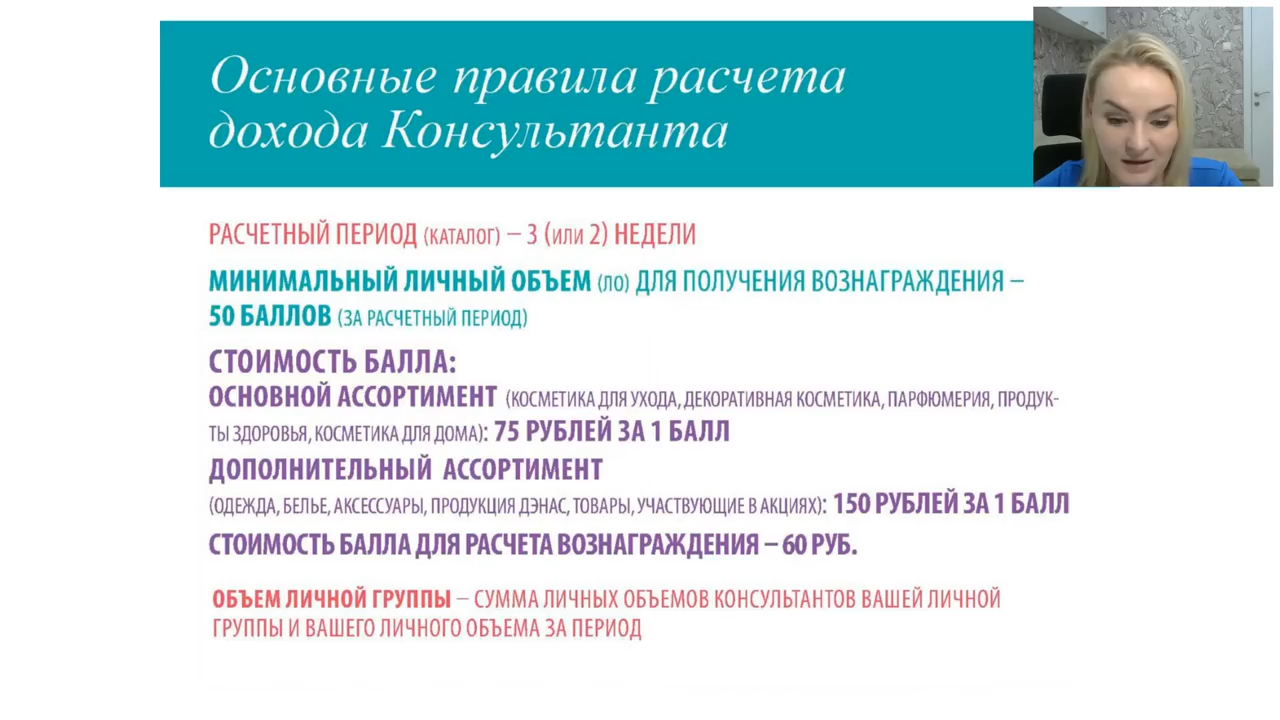 Основные правила расчета
дохода Консультанта
РАСЧЕТНЫЙ ПЕРИОД (КАТАЛОГ) – 3 (ИЛИ 2) НЕДЕЛИ
МИНИМАЛЬНЫЙ ЛИЧНЫЙ ОБЪЕМ (ЛО) ДЛЯ ПОЛУЧЕНИЯ ВОЗНАГРАЖДЕНИЯ –
50 БАЛЛОВ (ЗА РАСЧЕТНЫЙ ПЕРИОД)
СТОИМОСТЬ БАЛЛА:
ОСНОВНОЙ АССОРТИМЕНТ (КОСМЕТИКА ДЛЯ УХОДА, ДЕКОРАТИВНАЯ КОСМЕТИКА, ПАРФЮМЕРИЯ, ПРОДУК-
ТЫ ЗДОРОВЬЯ, КОСМЕТИКА ДЛЯ ДОМА): 75 РУБЛЕЙ ЗА 1 БАЛЛ
ДОПОЛНИТЕЛЬНЫЙ АССОРТИМЕНТ
(ОДЕЖДА, БЕЛЬЕ, АКСЕССУАРЫ, ПРОДУКЦИЯ ДЭНАС, ТОВАРЫ, УЧАСТВУЮЩИЕ В АКЦИЯХ): 150 РУБЛЕЙ ЗА 1 БАЛЛ
СТОИМОСТЬ БАЛЛА ДЛЯ РАСЧЕТА ВОЗНАГРАЖДЕНИЯ – 60 РУБ.
ОБЪЕМ ЛИЧНОЙ ГРУППЫ – СУММА ЛИЧНЫХ ОБЪЕМОВ КОНСУЛЬТАНТОВ ВАШЕЙ ЛИЧНОЙ
ГРУППЫ И ВАШЕГО ЛИЧНОГО ОБЪЕМА ЗА ПЕРИОД